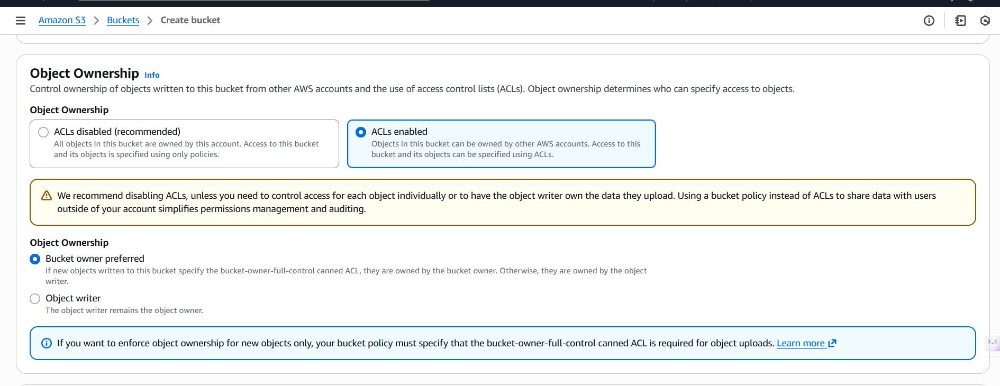 Amazon S3 > Buckets > Create bucket
Object Ownership Info
Control ownership of objects written to this bucket from other AWS accounts and the use of access control lists (ACLs). Object ownership determines who can specify access to objects.
Object Ownership
ACLs disabled (recommended)
All objects in this bucket are owned by this account. Access to this bucket
and its objects is specified using only policies.
ACLs enabled
Objects in this bucket can be owned by other AWS accounts. Access to this
bucket and its objects can be specified using ACLs.
We recommend disabling ACLs, unless you need to control access for each object individually or to have the object writer own the data they upload. Using a bucket policy instead of ACLs to share data with users
outside of your account simplifies permissions management and auditing.
Object Ownership
Bucket owner preferred
If new objects written to this bucket specify the bucket-owner-full-control canned ACL, they are owned by the bucket owner. Otherwise, they are owned by the object
writer.
Object writer
The object writer remains the object owner.
If you want to enforce object ownership for new objects only, your bucket policy must specify that the bucket-owner-full-control canned ACL is required for object uploads. Learn more